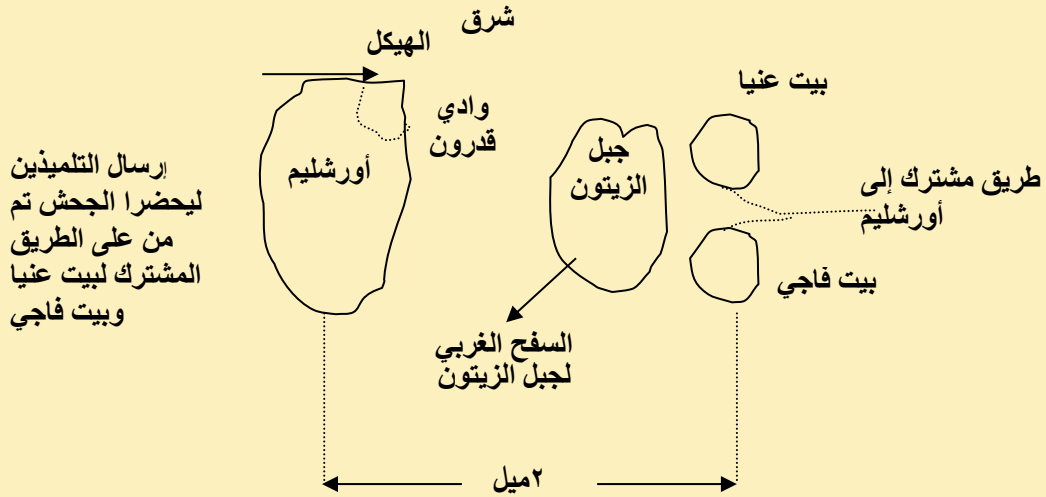 شرق
الهيكل
بيت عنيا
وادي
قدرون
جبل
الزيتون
أورشليم
طريق مشترك إلى
أورشليم
إرسال التلميذين
ليحضرا الجحش تم
من على الطريق
المشترك لبيت عنيا
وبيت فاجي
بيت فاجي
السفح الغربي
لجبل الزيتون
٢ميل